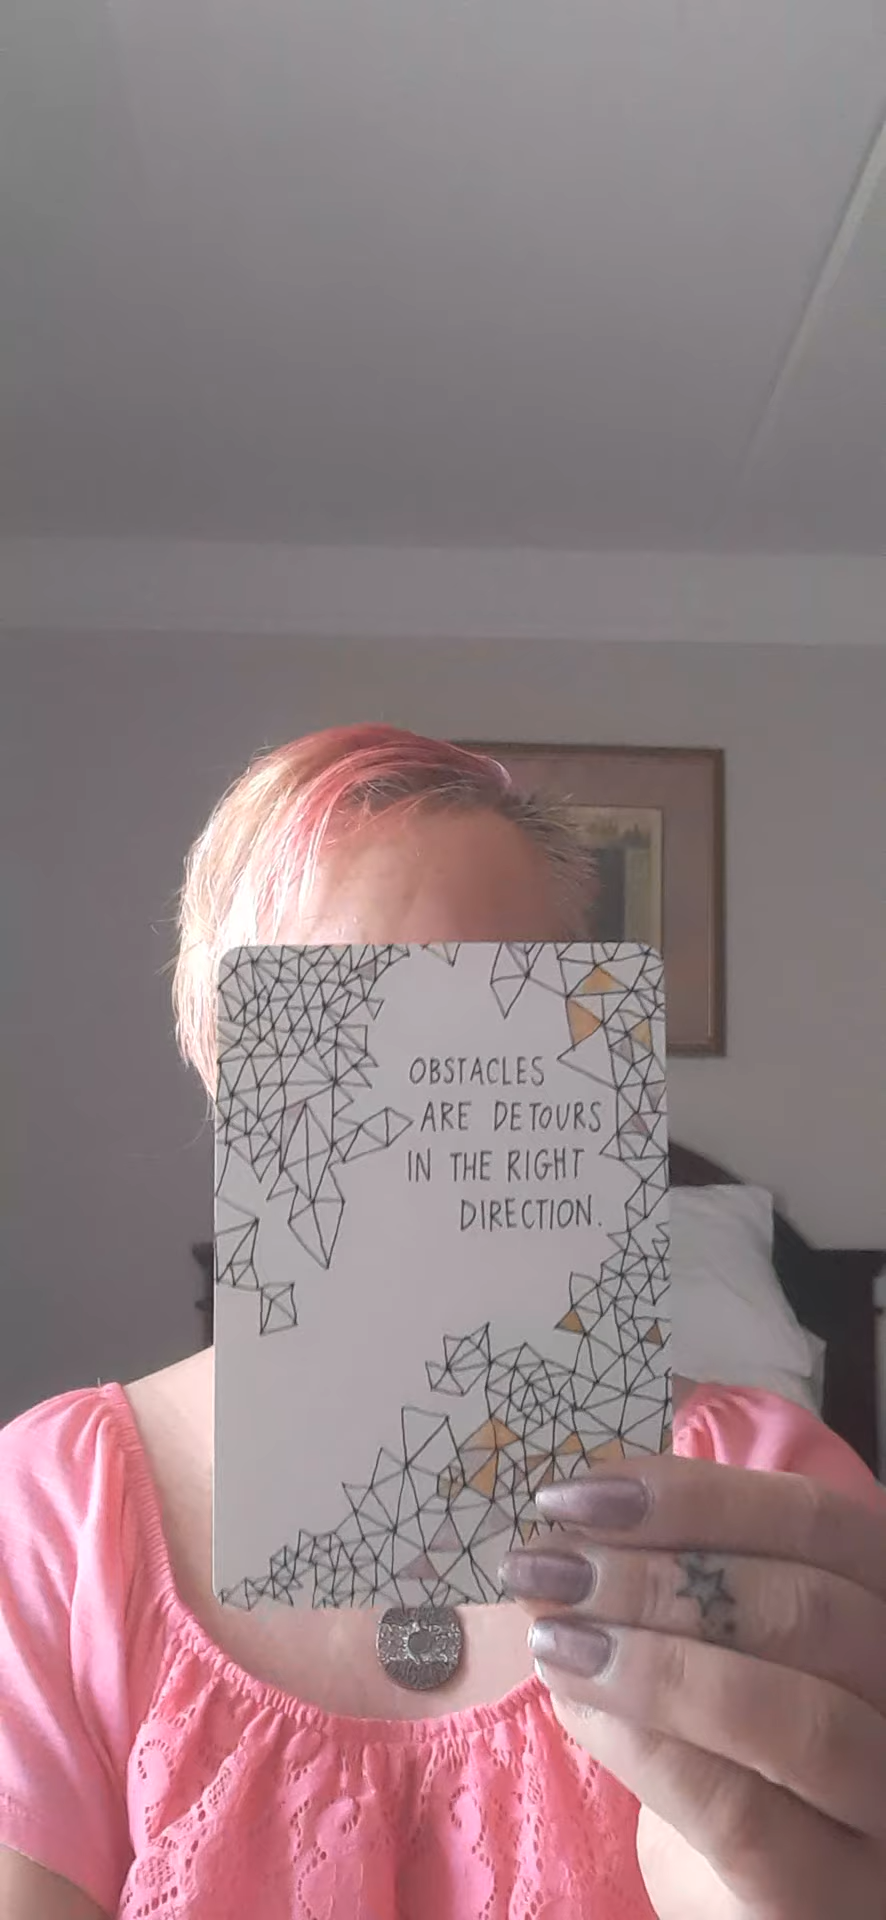 OBSTACLES
ARE DETOURS
IN THE RIGHT
DIRECTION.